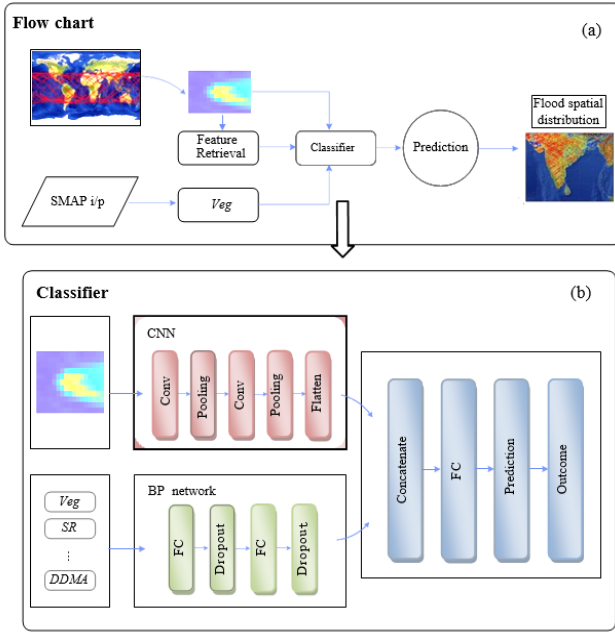 Flow chart
(a)
Feature
Retrieval
Classifier
Prediction
Flood spatial
distribution
SMAP i/p
Veg
Classifier
(b)
CNN
Conv
Pooling
Conv
Pooling
Flatten
Veg
SR
⋮
DDMA
BP network
FC
Dropout
FC
Dropout
Concatenate
FC
Prediction
Outcome